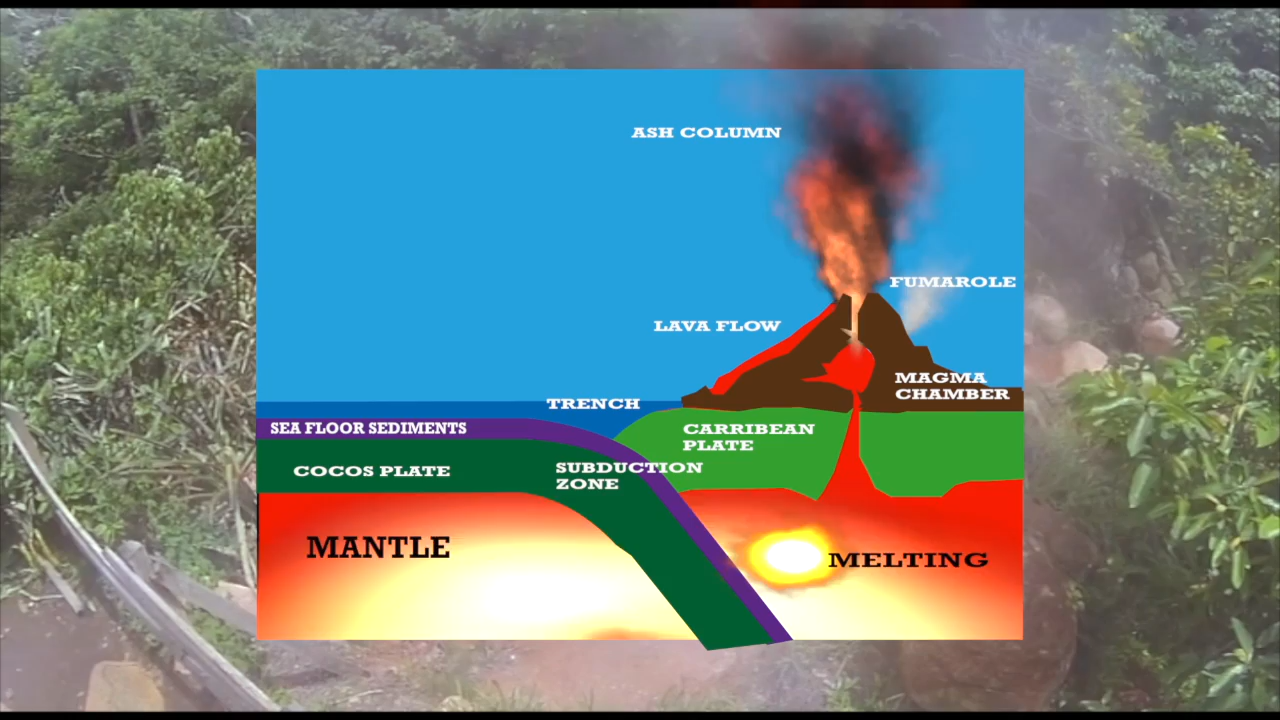 ASH COLUMN
FUMAROLE
LAVA FLOW
MAGMA
CHAMBER
TRENCH
SEA FLOOR SEDIMENTS
CARRIBEAN
PLATE
COCOS PLATE
SUBDUCTION
ZONE
MANTLE
MELTING